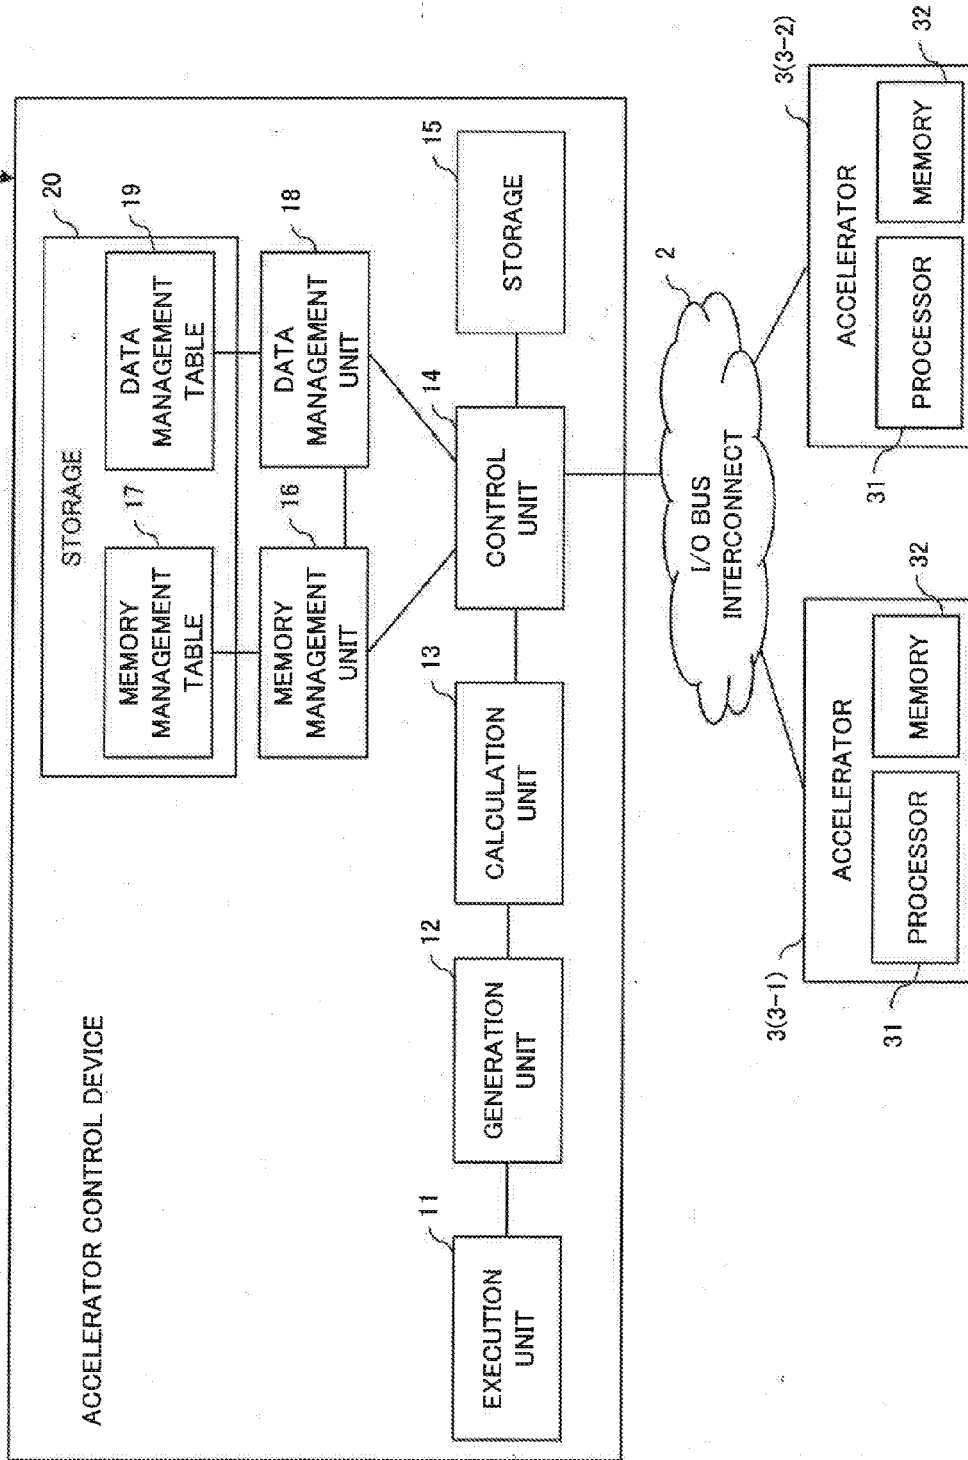 ACCELERATOR CONTROL DEVICE
20
STORAGE
17
MEMORY
MANAGEMENT
TABLE
19
DATA
MANAGEMENT
TABLE
16
MEMORY
MANAGEMENT
UNIT
18
DATA
MANAGEMENT
UNIT
11
EXECUTION
UNIT
12
GENERATION
UNIT
13
CALCULATION
UNIT
14
CONTROL
UNIT
15
STORAGE
2
I/O BUS
INTERCONNECT
3(3-1)
ACCELERATOR
31
PROCESSOR
32
MEMORY
3(3-2)
ACCELERATOR
31
PROCESSOR
32
MEMORY